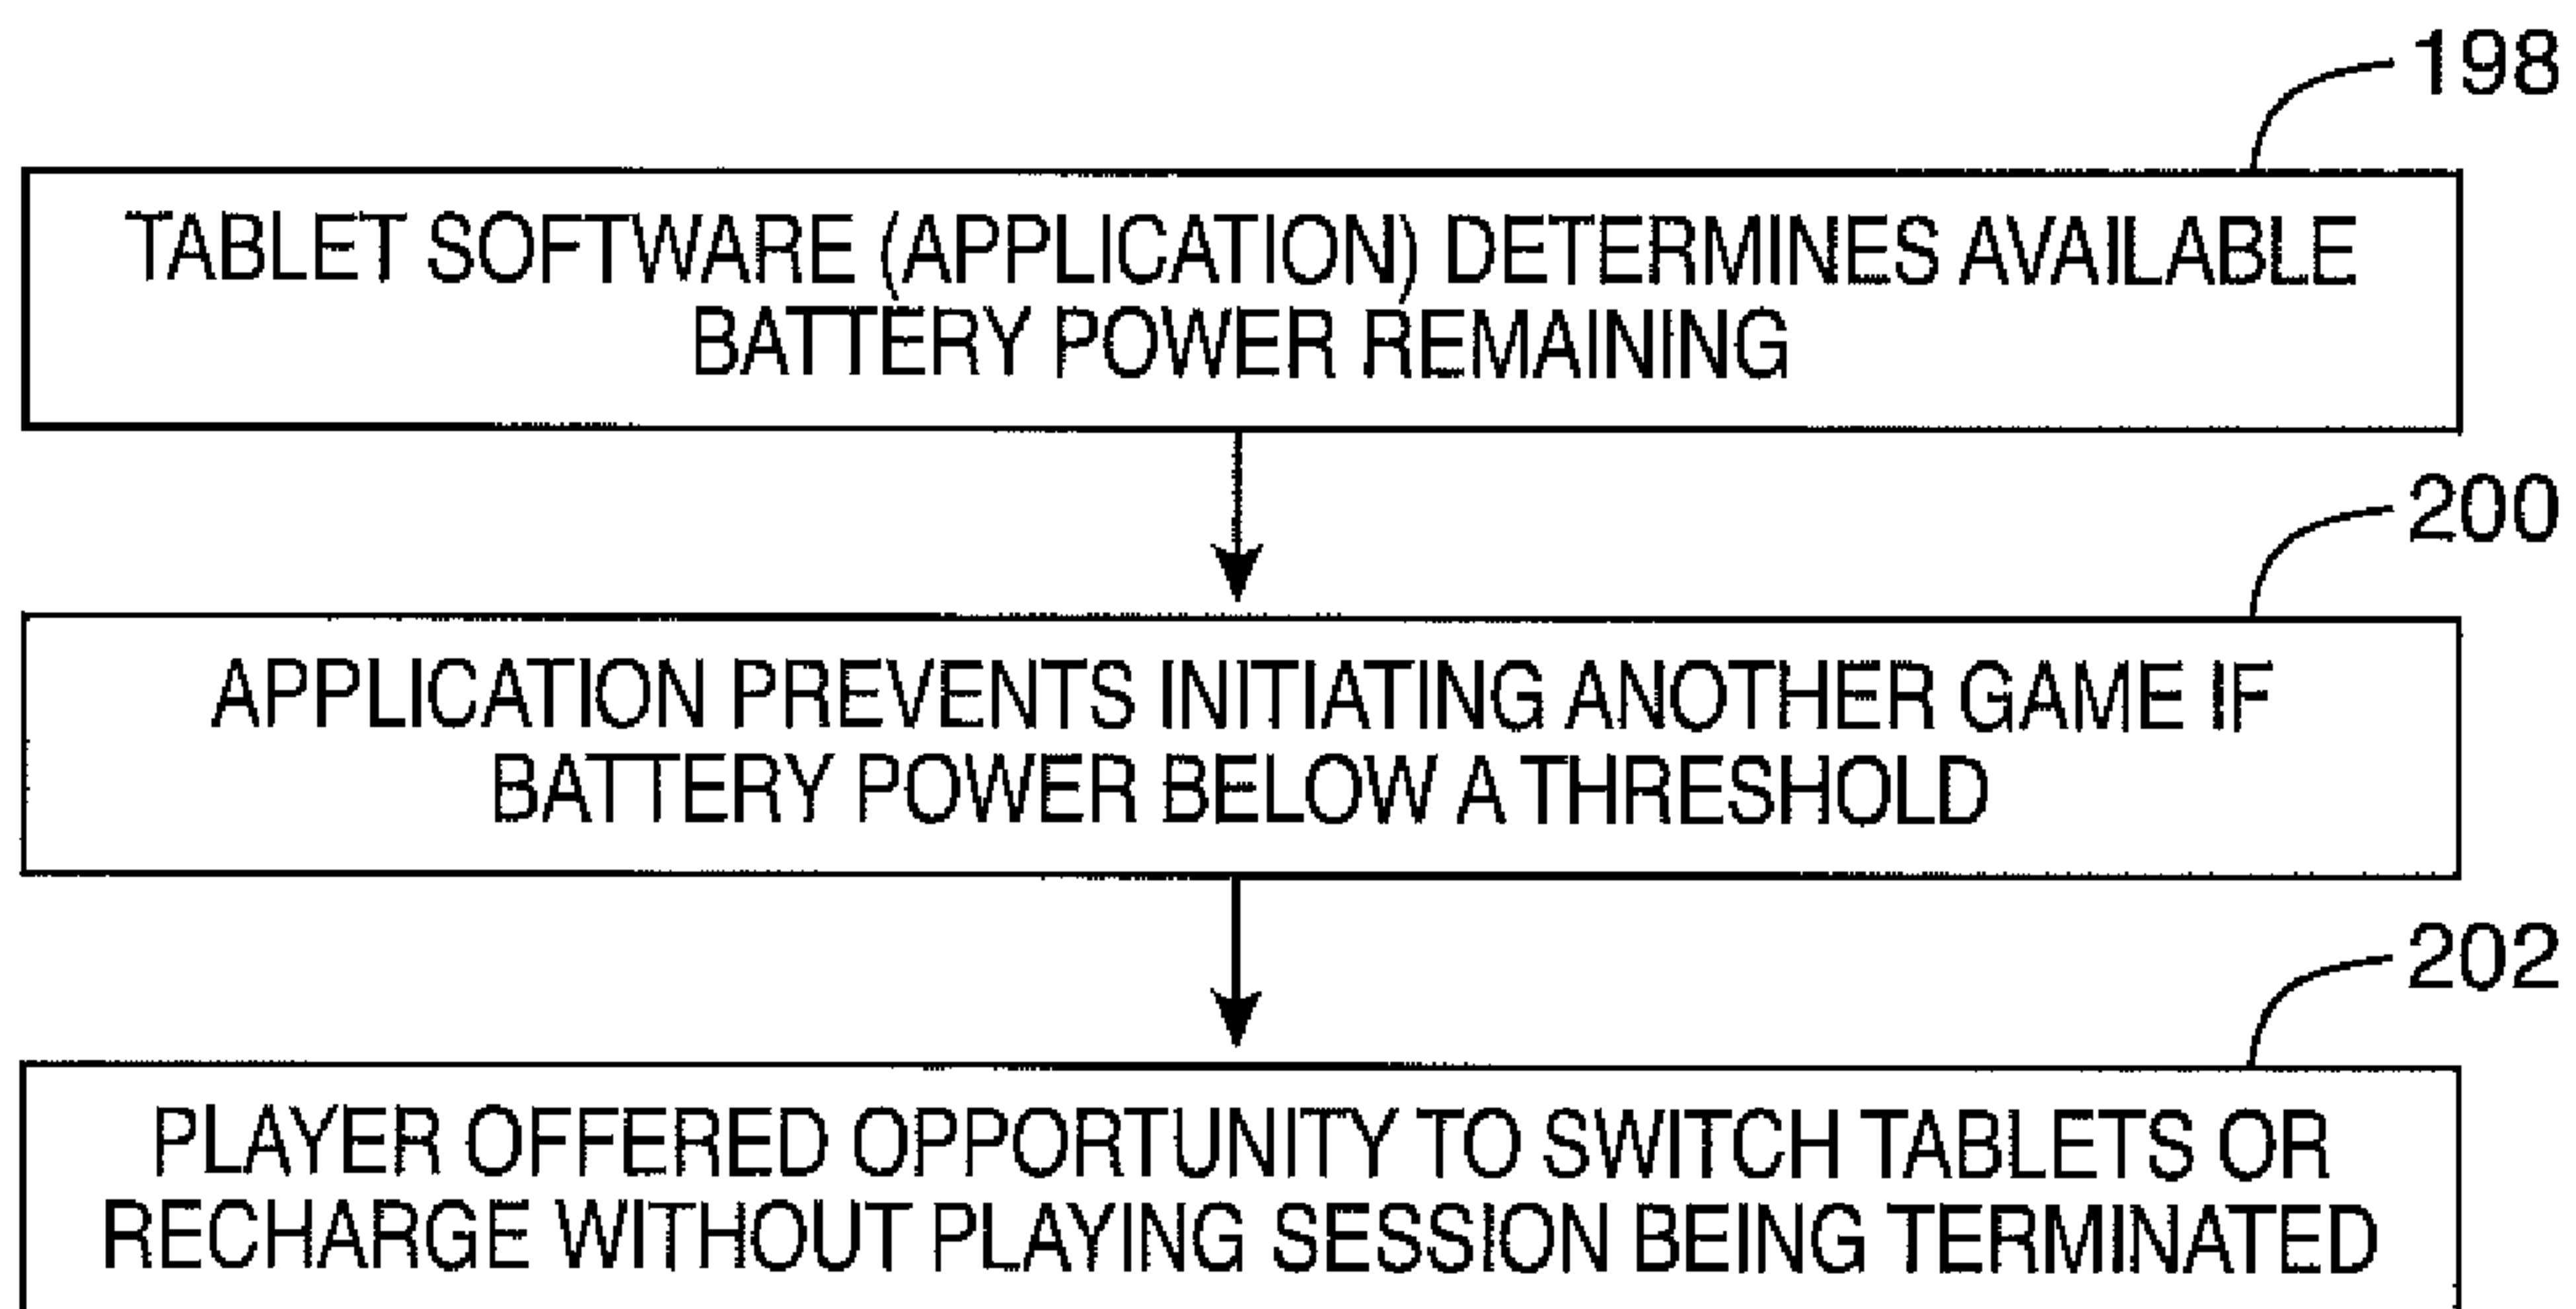 198
TABLET SOFTWARE (APPLICATION) DETERMINES AVAILABLE
BATTERY POWER REMAINING
200
APPLICATION PREVENTS INITIATING ANOTHER GAME IF
BATTERY POWER BELOW A THRESHOLD
202
PLAYER OFFERED OPPORTUNITY TO SWITCH TABLETS OR
RECHARGE WITHOUT PLAYING SESSION BEING TERMINATED